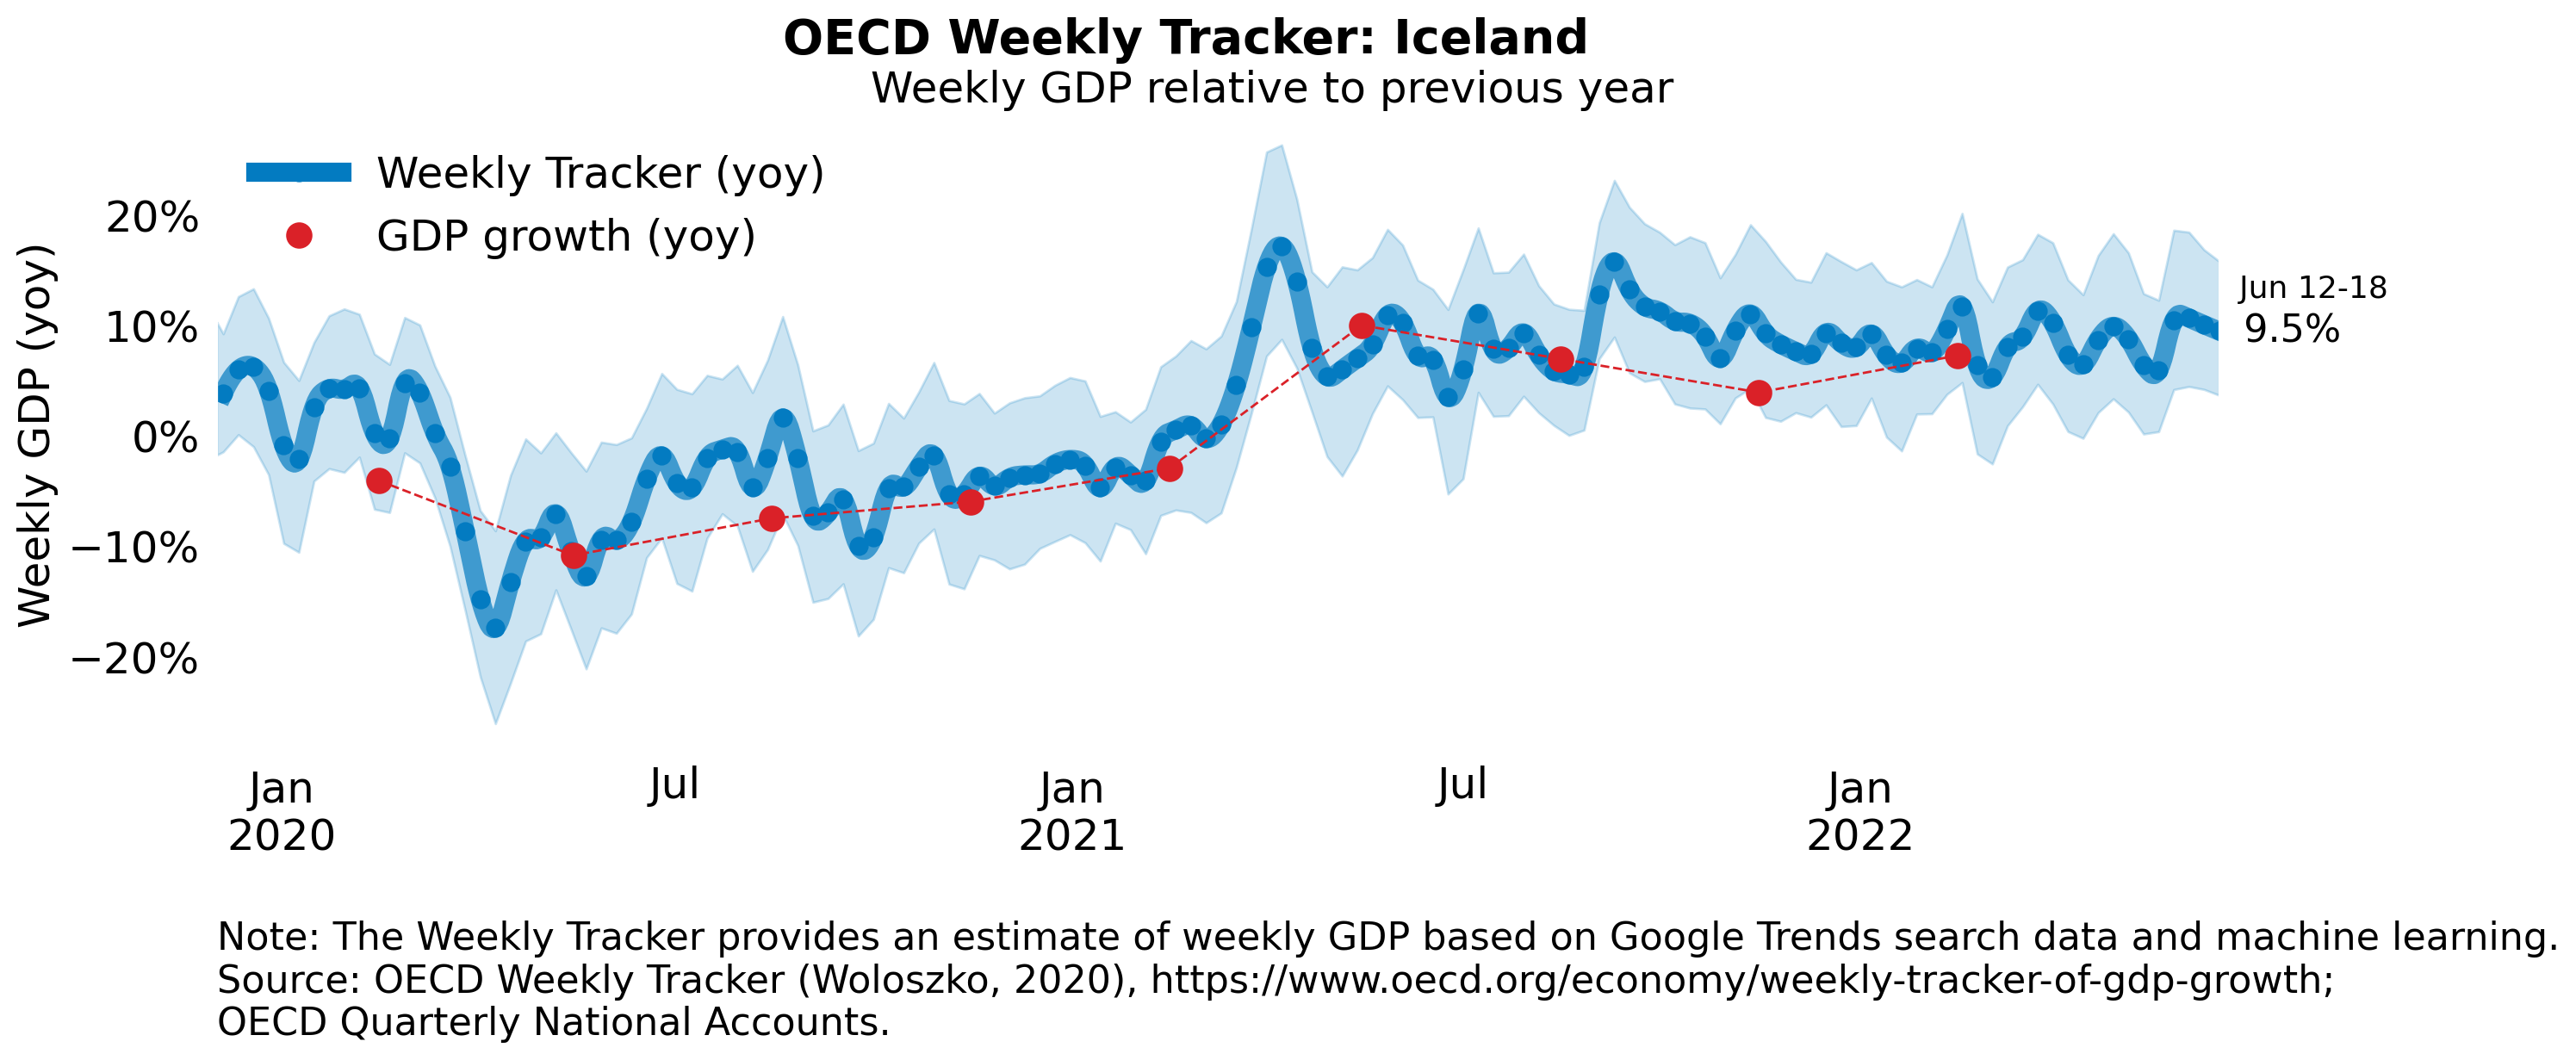 OECD Weekly Tracker: Iceland
Weekly GDP relative to previous year
Weekly Tracker (yoy)
GDP growth (yoy)
Weekly GDP (yoy)
20%
10%
0%
−10%
−20%
Jun 12-18
9.5%
Jan
2020
Jul
Jan
2021
Jul
Jan
2022
Note: The Weekly Tracker provides an estimate of weekly GDP based on Google Trends search data and machine learning.
Source: OECD Weekly Tracker (Woloszko, 2020), https://www.oecd.org/economy/weekly-tracker-of-gdp-growth;
OECD Quarterly National Accounts.